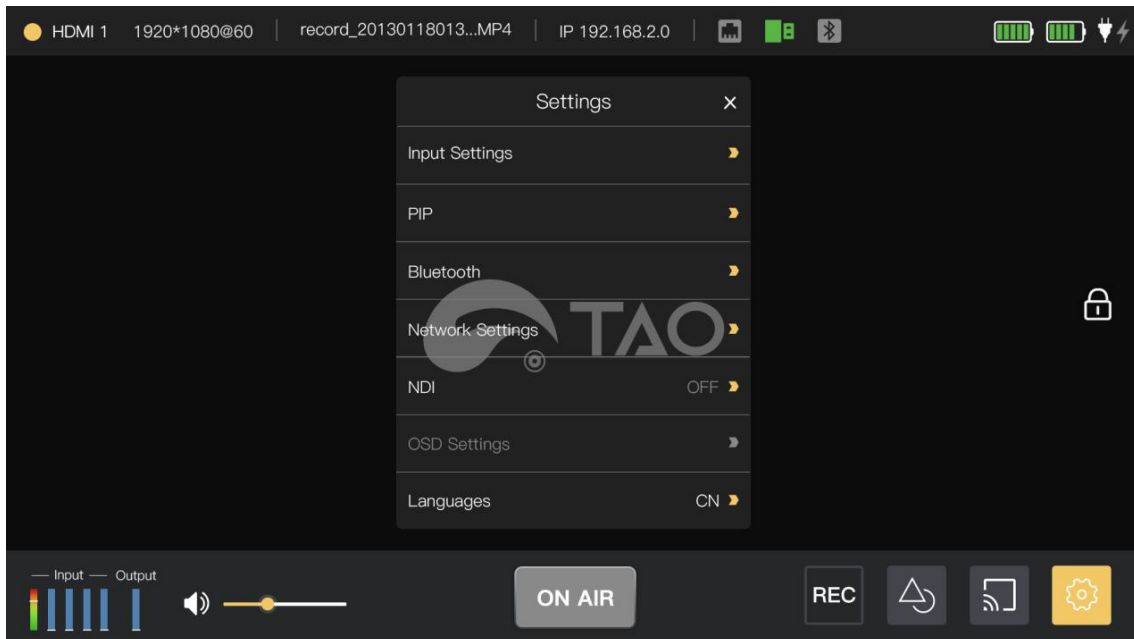 HDMI 1 1920*1080@60 record_20130118013...MP4 IP 192.168.2.0
Settings
Input Settings
PIP
Bluetooth
Network Settings
TAO
NDI OFF
OSD Settings
Languages CN
Input Output
ON AIR
REC